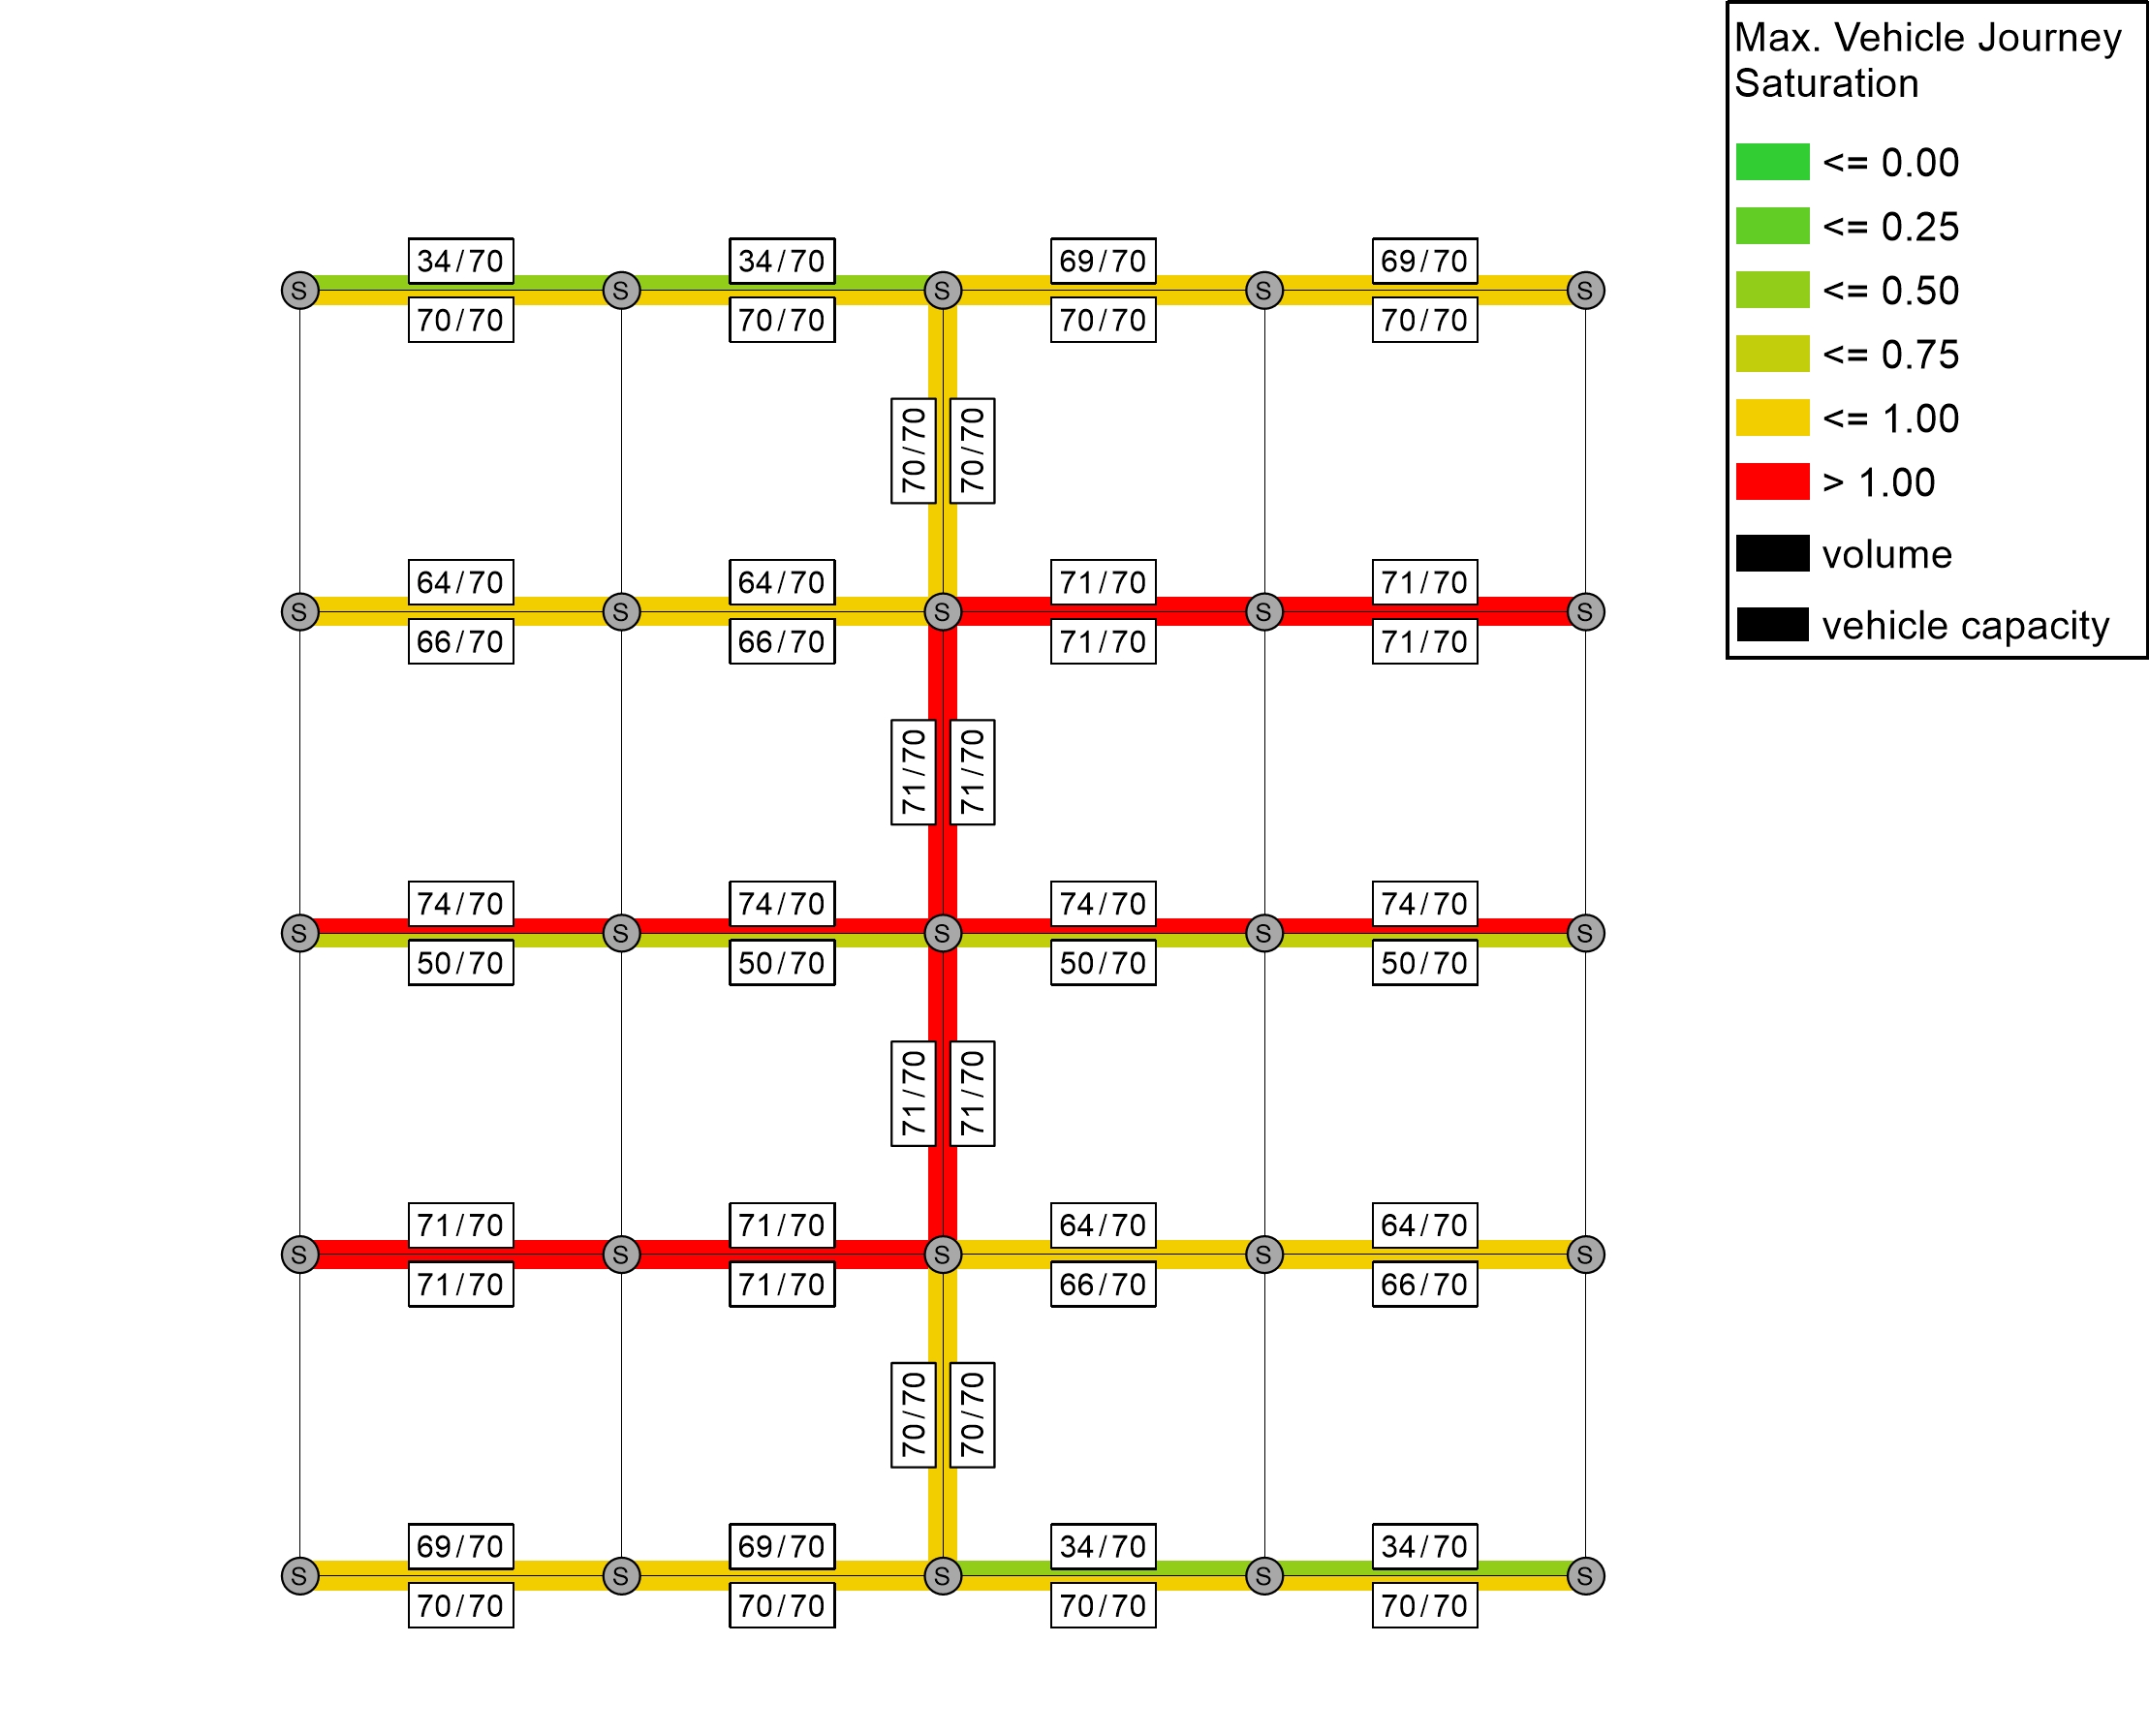 Max. Vehicle Journey
Saturation
<= 0.00
<= 0.25
<= 0.50
<= 0.75
<= 1.00
> 1.00
volume
vehicle capacity
34/70 34/70 69/70 69/70
S S S S S
70/70 70/70 70/70 70/70
70/70 70/70
64/70 64/70 71/70 71/70
S S S S S
66/70 66/70 71/70 71/70
71/70 71/70
74/70 74/70 74/70 74/70
S S S S S
50/70 50/70 50/70 50/70
71/70 71/70
71/70 71/70 64/70 64/70
S S S S S
71/70 71/70 66/70 66/70
70/70 70/70
69/70 69/70 34/70 34/70
S S S S S
70/70 70/70 70/70 70/70